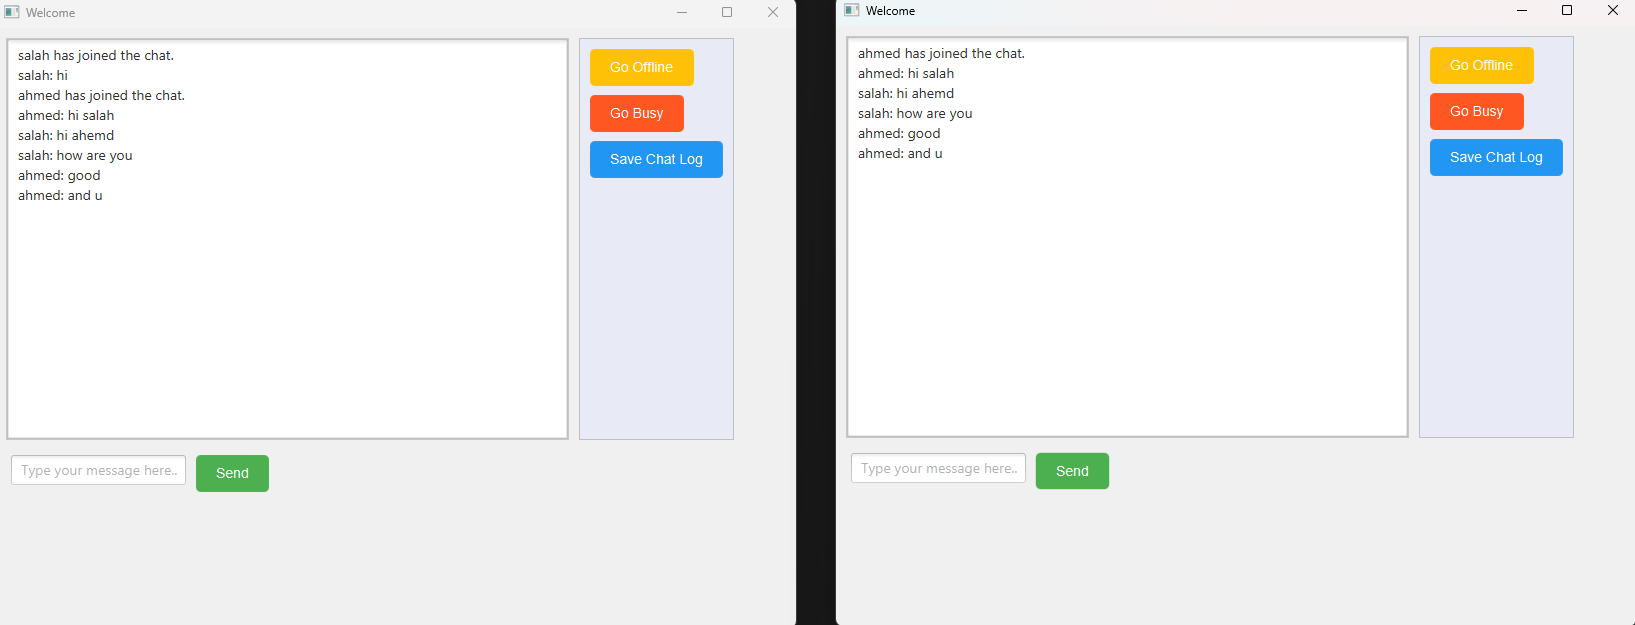 Welcome
salah has joined the chat.
salah: hi
ahmed has joined the chat.
ahmed: hi salah
salah: hi ahemd
salah: how are you
ahmed: good
ahmed: and u
Go Offline
Go Busy
Save Chat Log
Type your message here..
Send
Welcome
ahmed has joined the chat.
ahmed: hi salah
salah: hi ahemd
salah: how are you
ahmed: good
ahmed: and u
Go Offline
Go Busy
Save Chat Log
Type your message here..
Send